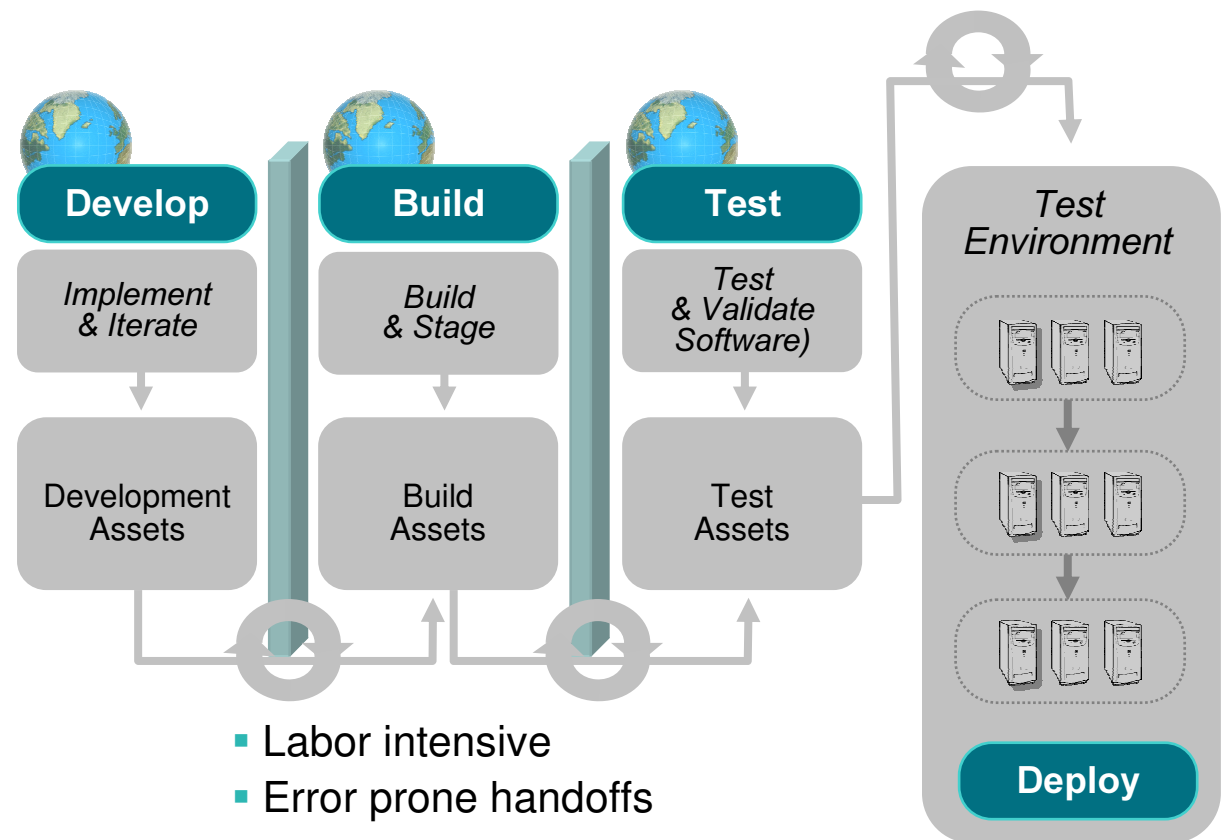 Develop
Implement
& Iterate
Development
Assets
Build
Build
& Stage
Build
Assets
Test
Test
& Validate
Software)
Test
Assets
Test
Environment
Deploy
▪ Labor intensive
▪ Error prone handoffs